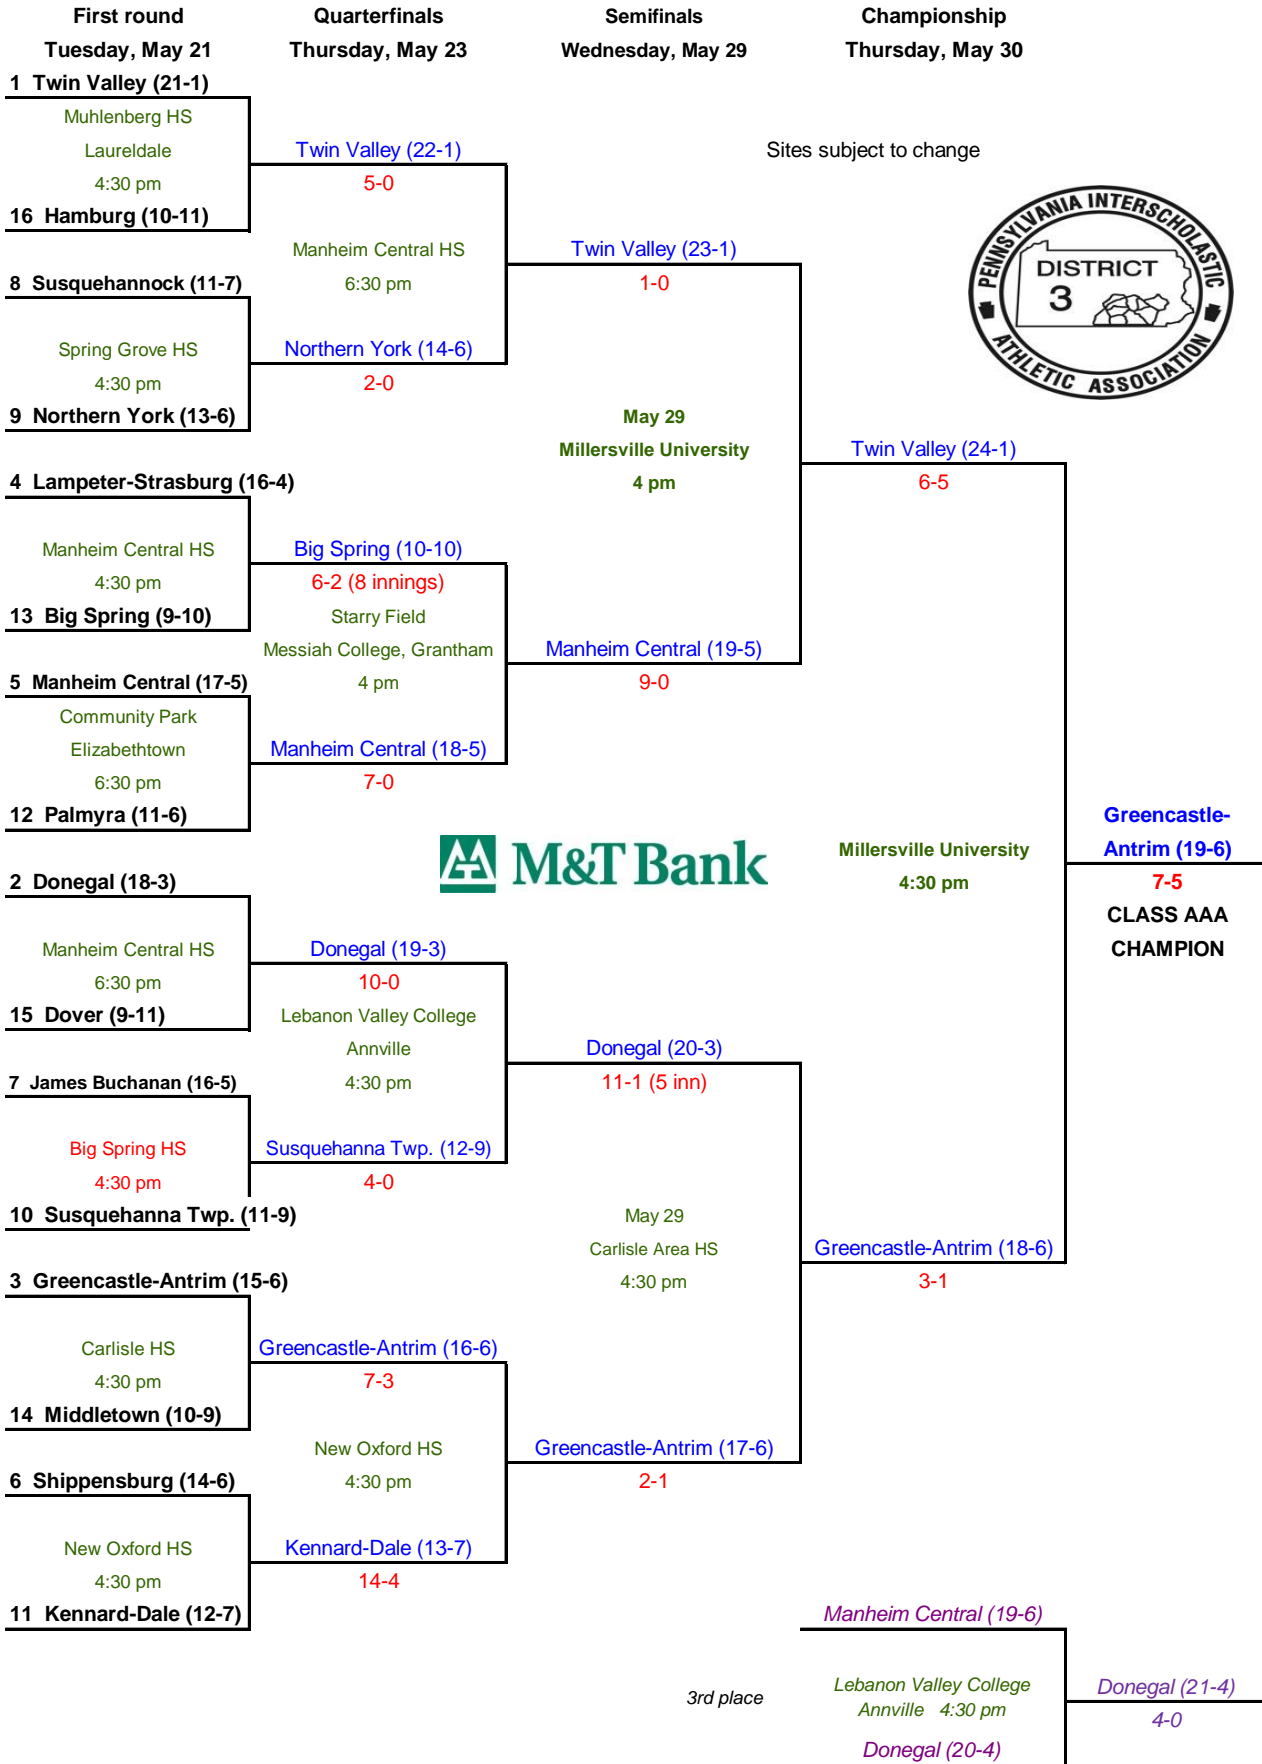 First round
Tuesday, May 21
Quarterfinals
Thursday, May 23
Semifinals
Wednesday, May 29
Championship
Thursday, May 30
1 Twin Valley (21-1)
Muhlenberg HS
Laureldale
4:30 pm
16 Hamburg (10-11)
8 Susquehannock (11-7)
Spring Grove HS
4:30 pm
9 Northern York (13-6)
4 Lampeter-Strasburg (16-4)
Manheim Central HS
4:30 pm
13 Big Spring (9-10)
5 Manheim Central (17-5)
Community Park
Elizabethtown
6:30 pm
12 Palmyra (11-6)
2 Donegal (18-3)
Manheim Central HS
6:30 pm
15 Dover (9-11)
7 James Buchanan (16-5)
Big Spring HS
4:30 pm
10 Susquehanna Twp. (11-9)
3 Greencastle-Antrim (15-6)
Carlisle HS
4:30 pm
14 Middletown (10-9)
6 Shippensburg (14-6)
New Oxford HS
4:30 pm
11 Kennard-Dale (12-7)
Twin Valley (22-1)
5-0
Manheim Central HS
6:30 pm
Northern York (14-6)
2-0
Big Spring (10-10)
6-2 (8 innings)
Starry Field
Messiah College, Grantham
4 pm
Manheim Central (18-5)
7-0
Donegal (19-3)
10-0
Lebanon Valley College
Annville
4:30 pm
Susquehanna Twp. (12-9)
4-0
Greencastle-Antrim (16-6)
7-3
New Oxford HS
4:30 pm
Kennard-Dale (13-7)
14-4
Twin Valley (23-1)
1-0
May 29
Millersville University
4 pm
Manheim Central (19-5)
9-0
M&T Bank
Donegal (20-3)
11-1 (5 inn)
May 29
Carlisle Area HS
4:30 pm
Greencastle-Antrim (17-6)
2-1
Sites subject to change
PENNSYLVANIA INTERSCHOLASTIC
DISTRICT
3
ATHLETIC ASSOCIATION
Twin Valley (24-1)
6-5
Millersville University
4:30 pm
Greencastle-Antrim (18-6)
3-1
Greencastle-
Antrim (19-6)
7-5
CLASS AAA
CHAMPION
3rd place
Manheim Central (19-6)
Lebanon Valley College
Annville 4:30 pm
Donegal (20-4)
Donegal (21-4)
4-0